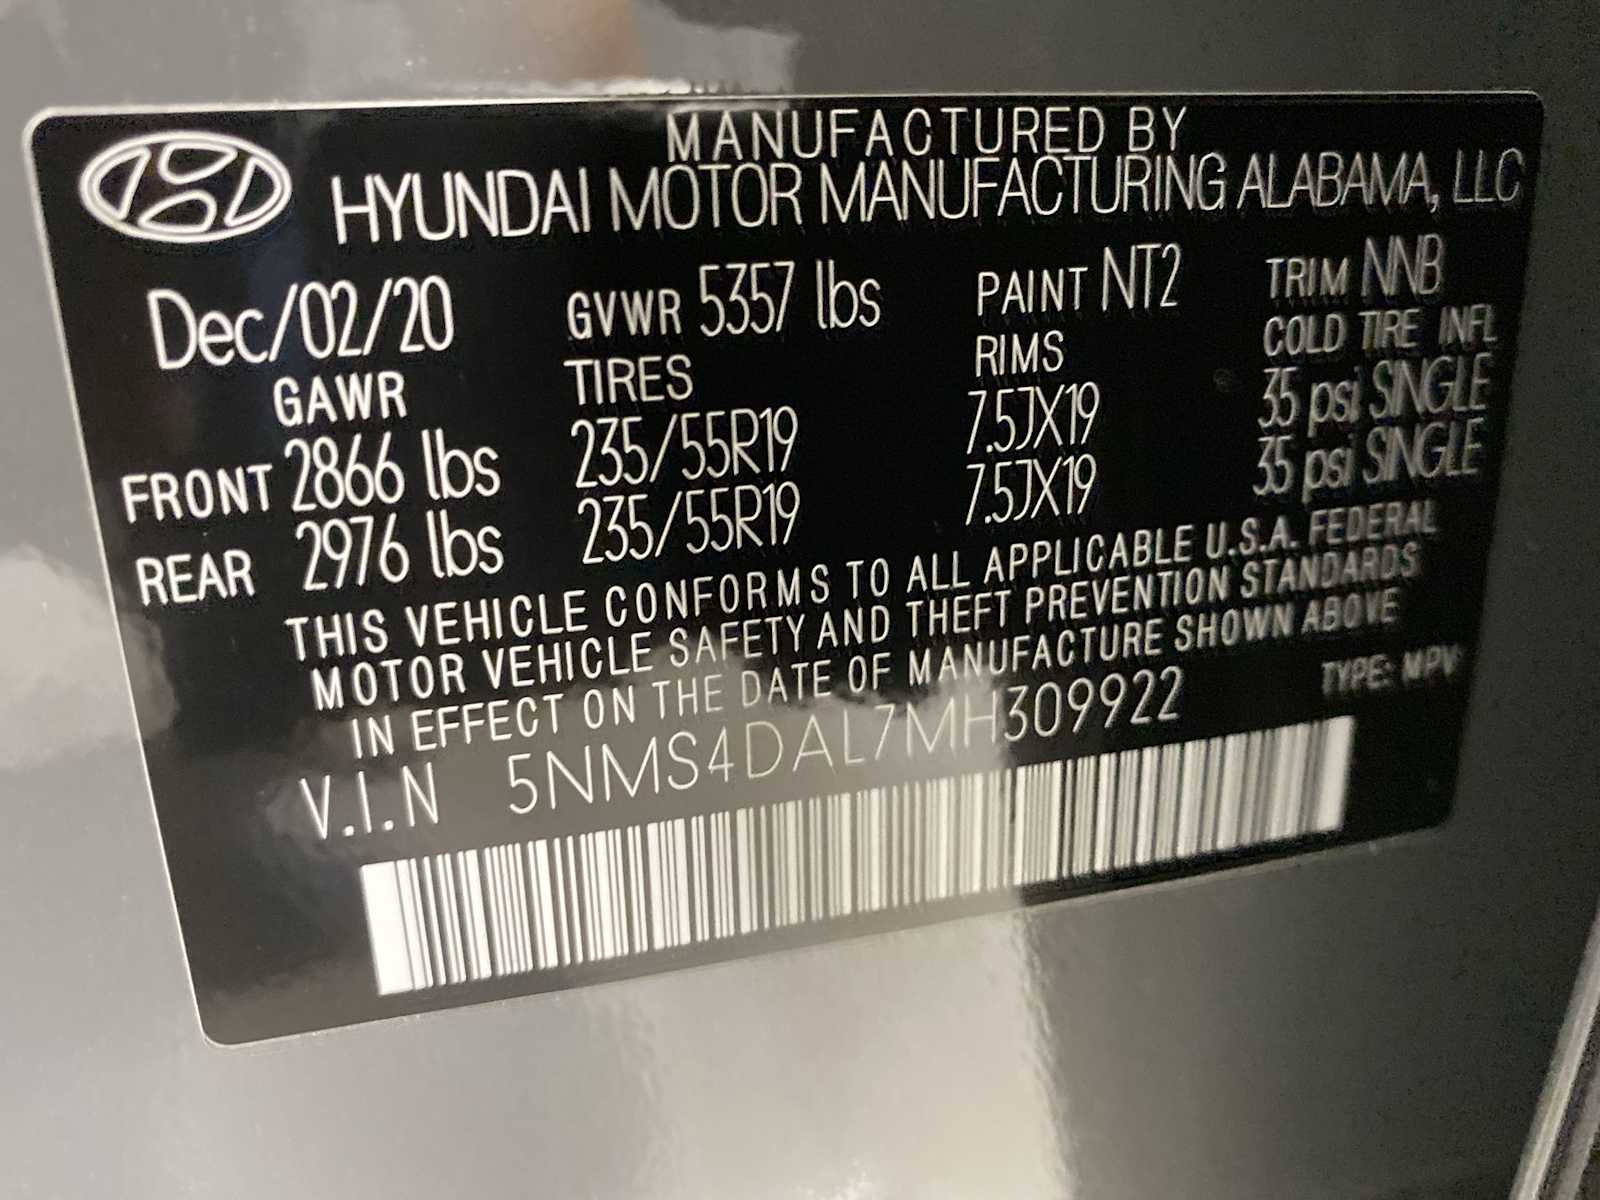 MANUFACTURED BY
HYUNDAI MOTOR MANUFACTURING ALABAMA, LLC
Dec/02/20 GVWR 5357 lbs PAINT NT2 TRIM NNB
GAWR TIRES RIMS COLD TIRE INFL
FRONT 2866 lbs 235/55R19 7.5JX19 35 psi SINGLE
REAR 2976 lbs 235/55R19 7.5JX19 35 psi SINGLE
THIS VEHICLE CONFORMS TO ALL APPLICABLE U.S.A. FEDERAL
MOTOR VEHICLE SAFETY AND THEFT PREVENTION STANDARDS
IN EFFECT ON THE DATE OF MANUFACTURE SHOWN ABOVE
V.I.N 5NMS4DAL7MH309922 TYPE: MPV